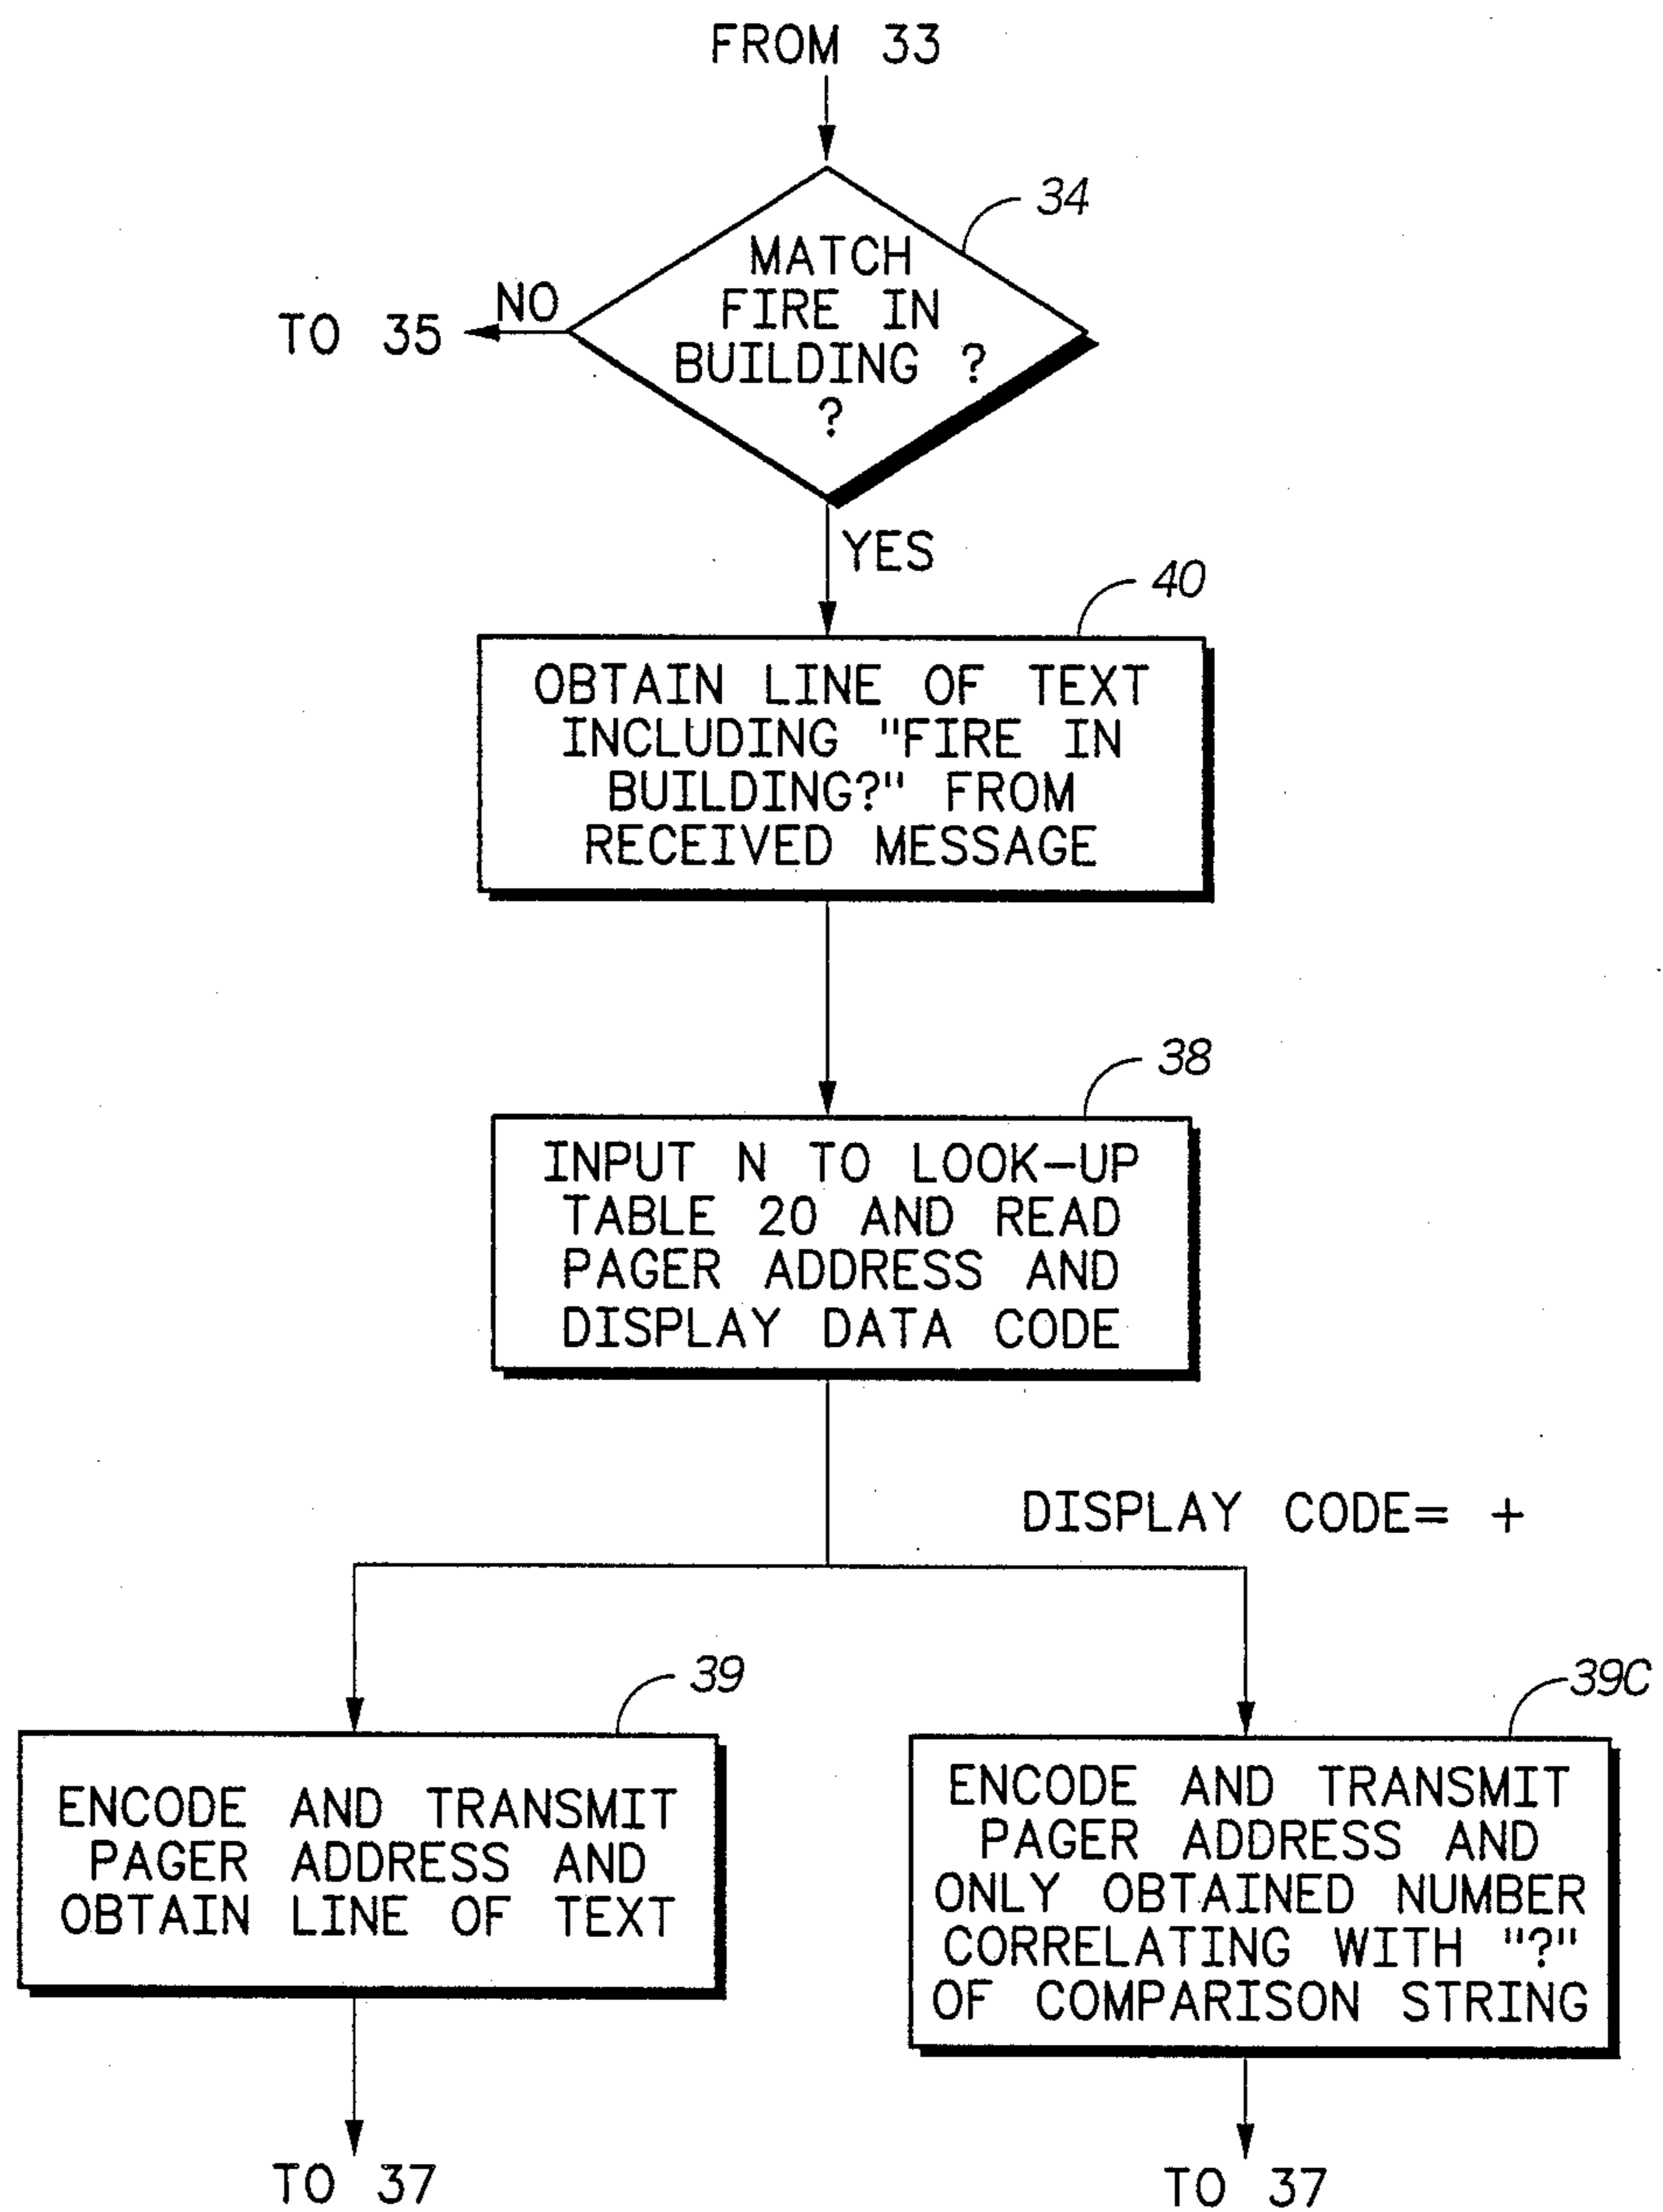 FROM 33
34
MATCH
FIRE IN
BUILDING ?
?
NO
TO 35
YES
40
OBTAIN LINE OF TEXT
INCLUDING "FIRE IN
BUILDING?" FROM
RECEIVED MESSAGE
38
INPUT N TO LOOK-UP
TABLE 20 AND READ
PAGER ADDRESS AND
DISPLAY DATA CODE
DISPLAY CODE= +
39
ENCODE AND TRANSMIT
PAGER ADDRESS AND
OBTAIN LINE OF TEXT
TO 37
39C
ENCODE AND TRANSMIT
PAGER ADDRESS AND
ONLY OBTAINED NUMBER
CORRELATING WITH "?"
OF COMPARISON STRING
TO 37